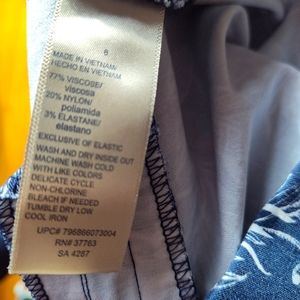 8
MADE IN VIETNAM/
HECHO EN VIETNAM
77% VISCOSE/
viscosa
20% NYLON/
poliamida
3% ELASTANE/
elastano
EXCLUSIVE OF ELASTIC
WASH AND DRY INSIDE OUT
MACHINE WASH COLD
WITH LIKE COLORS
DELICATE CYCLE
NON-CHLORINE
BLEACH IF NEEDED
TUMBLE DRY LOW
COOL IRON
UPC# 796866073004
RN# 37763
SA 4287